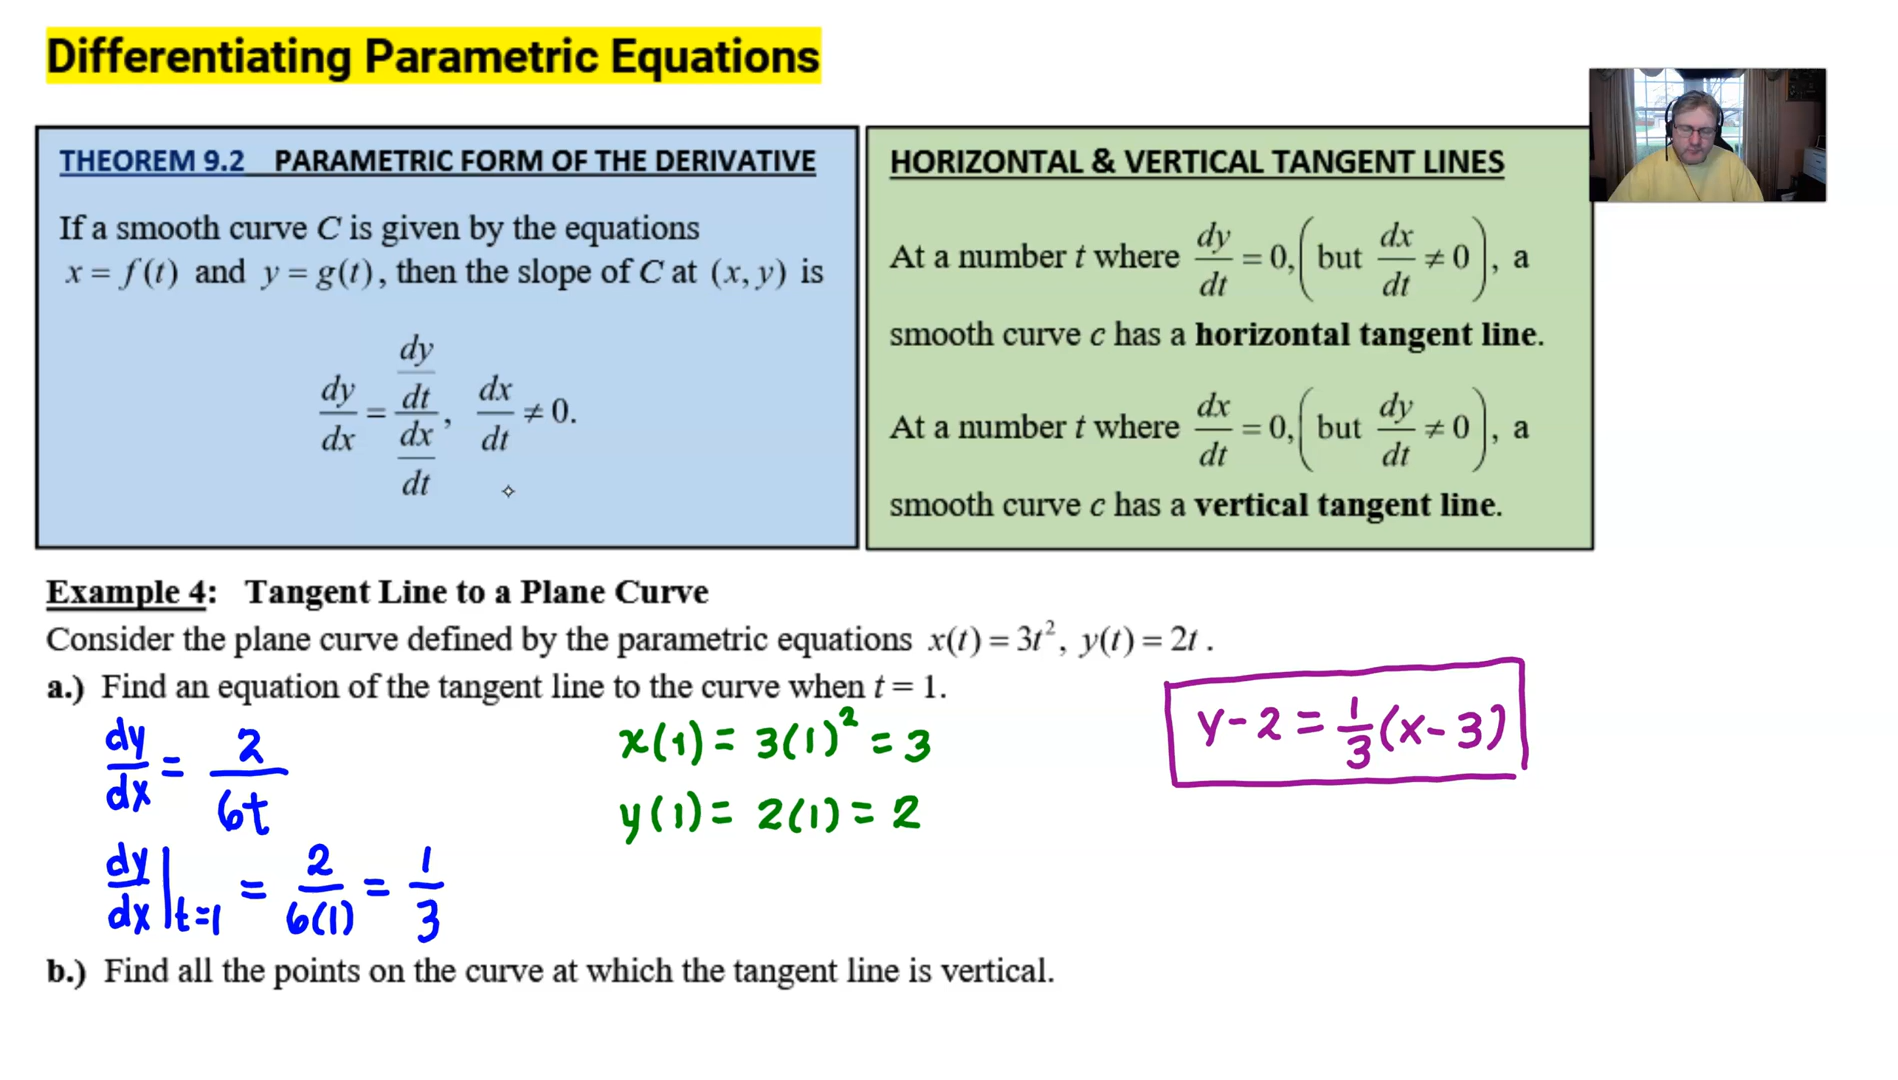 Differentiating Parametric Equations
THEOREM 9.2 PARAMETRIC FORM OF THE DERIVATIVE
If a smooth curve C is given by the equations
x = f(t) and y = g(t), then the slope of C at (x, y) is
dy/dx = (dy/dt)/(dx/dt), dx/dt ≠ 0.
HORIZONTAL & VERTICAL TANGENT LINES
At a number t where dy/dt = 0, (but dx/dt ≠ 0), a
smooth curve c has a horizontal tangent line.
At a number t where dx/dt = 0, (but dy/dt ≠ 0), a
smooth curve c has a vertical tangent line.
Example 4: Tangent Line to a Plane Curve
Consider the plane curve defined by the parametric equations x(t) = 3t², y(t) = 2t.
a.) Find an equation of the tangent line to the curve when t = 1.
dy/dx = 2/6t
dy/dx |t=1 = 2/6(1) = 1/3
x(1) = 3(1)² = 3
y(1) = 2(1) = 2
y - 2 = 1/3 (x - 3)
b.) Find all the points on the curve at which the tangent line is vertical.